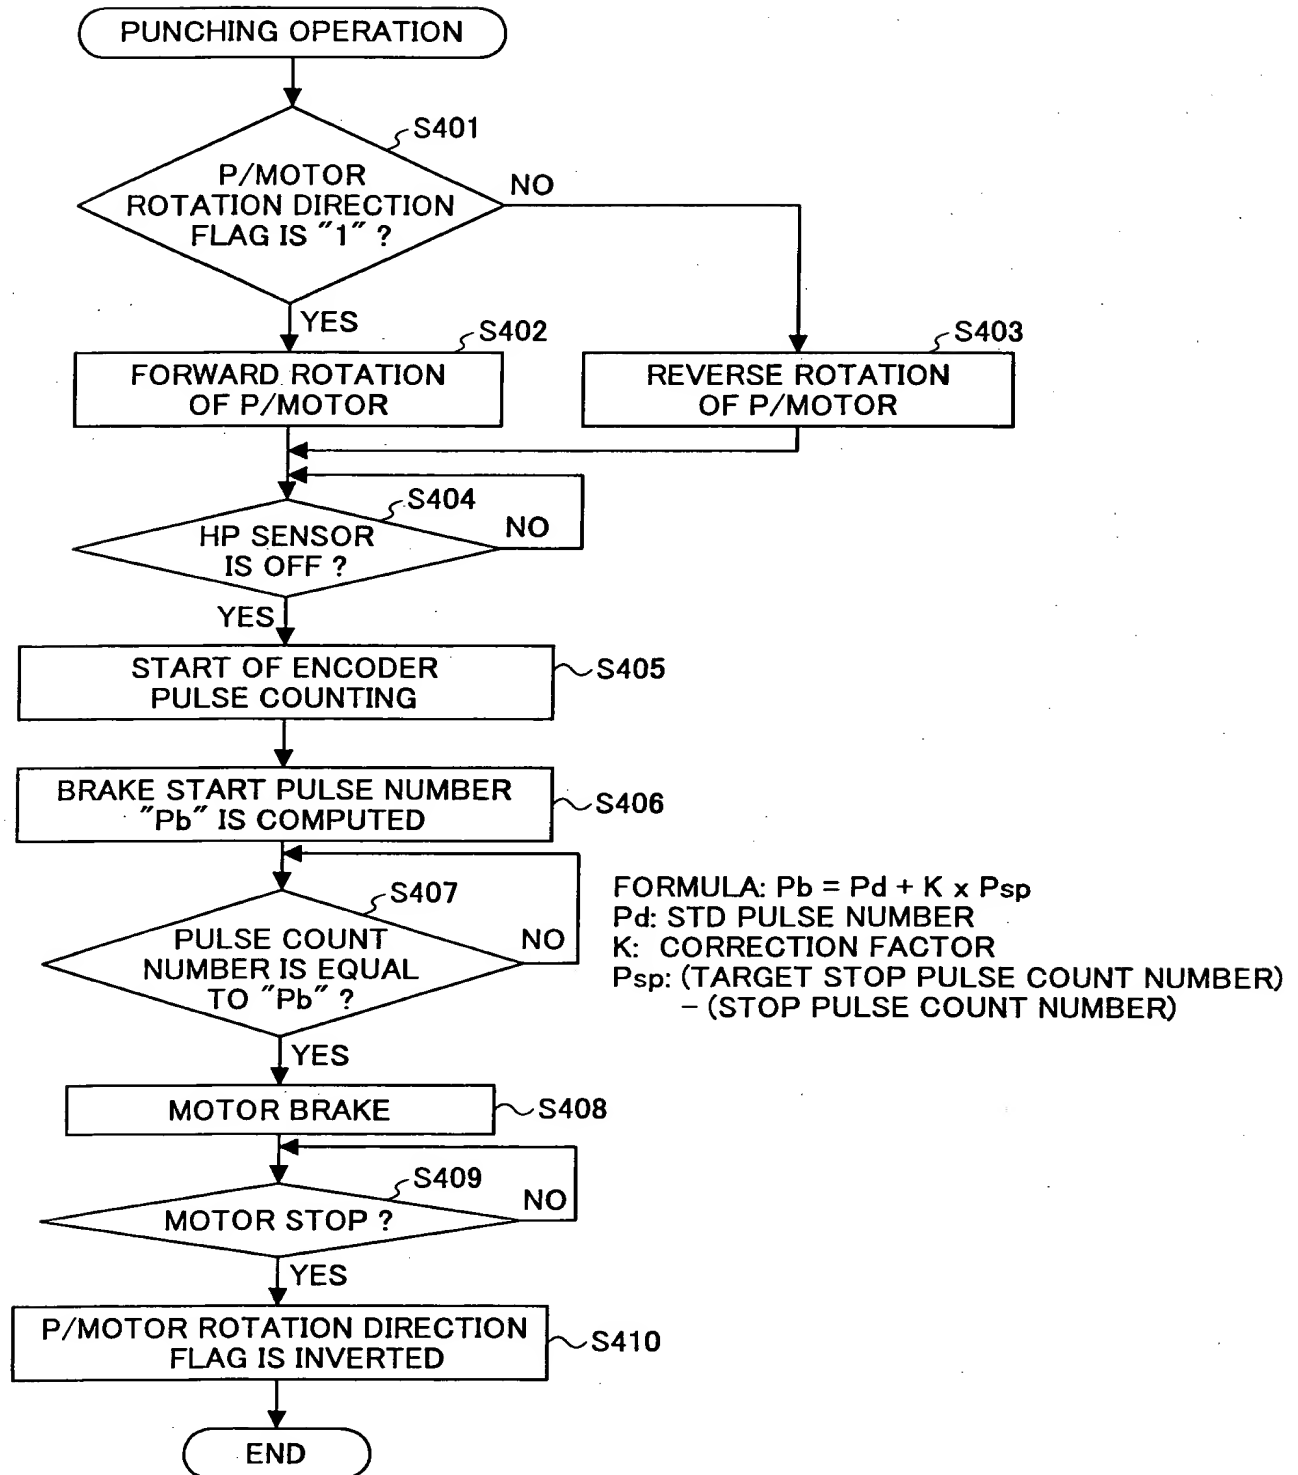 PUNCHING OPERATION
S401
P/MOTOR
ROTATION DIRECTION
FLAG IS "1" ?
NO
YES
S402
FORWARD ROTATION
OF P/MOTOR
S403
REVERSE ROTATION
OF P/MOTOR
S404
HP SENSOR
IS OFF ?
NO
YES
START OF ENCODER
PULSE COUNTING
S405
BRAKE START PULSE NUMBER
"Pb" IS COMPUTED
S406
S407
PULSE COUNT
NUMBER IS EQUAL
TO "Pb" ?
NO
YES
FORMULA: Pb = Pd + K x Psp
Pd: STD PULSE NUMBER
K: CORRECTION FACTOR
Psp: (TARGET STOP PULSE COUNT NUMBER)
− (STOP PULSE COUNT NUMBER)
MOTOR BRAKE
S408
S409
MOTOR STOP ?
NO
YES
P/MOTOR ROTATION DIRECTION
FLAG IS INVERTED
S410
END